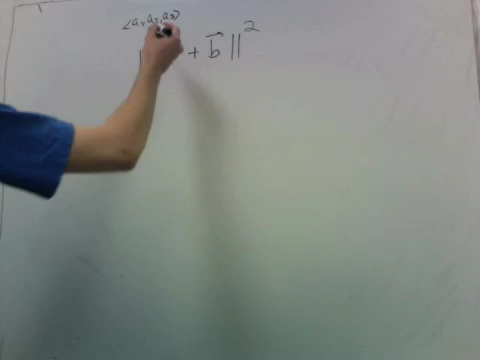 <a₁, a₂, a₃>
+ b⃗ ||²